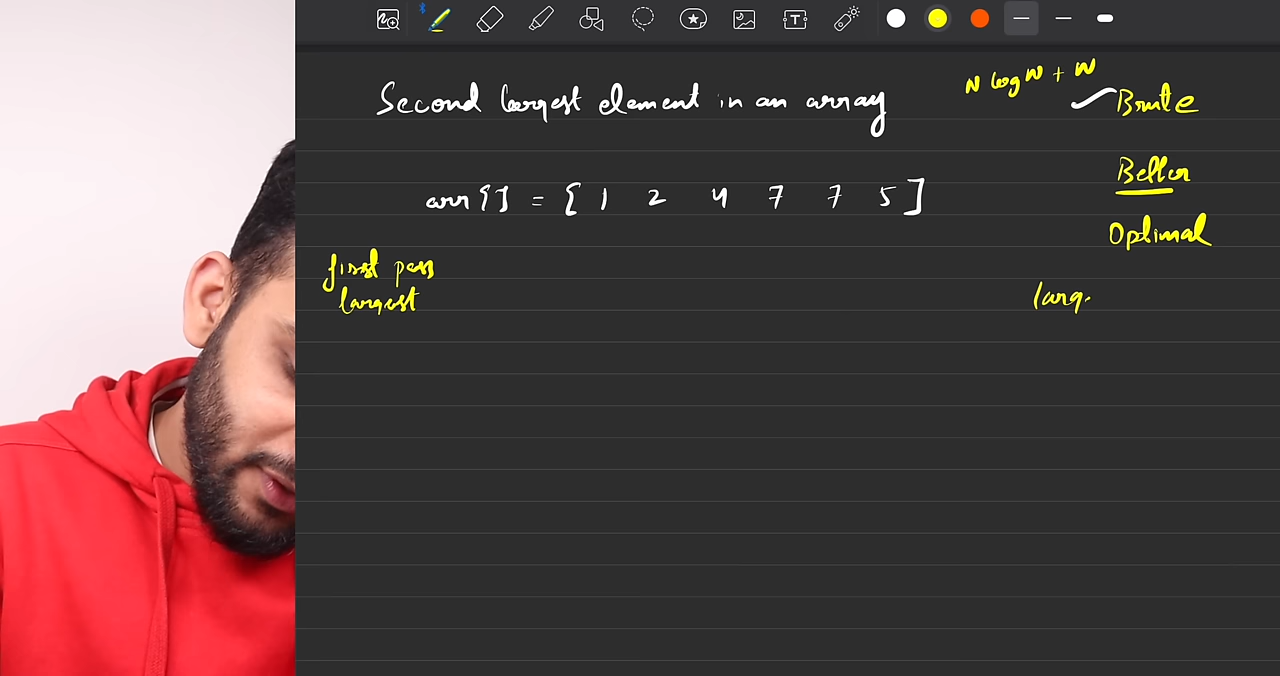 Second largest element in an array
N log N + N
Brute
arr[] = [ 1 2 4 7 7 5 ]
Better
Optimal
first pass
largest
larg